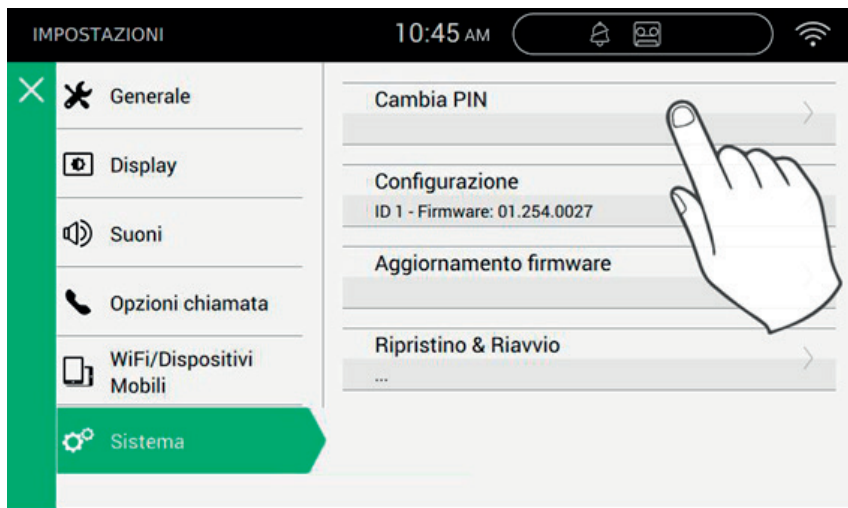 IMPOSTAZIONI
10:45 AM
Generale
Display
Suoni
Opzioni chiamata
WiFi/Dispositivi
Mobili
Sistema
Cambia PIN
Configurazione
ID 1 - Firmware: 01.254.0027
Aggiornamento firmware
Ripristino & Riavvio
...